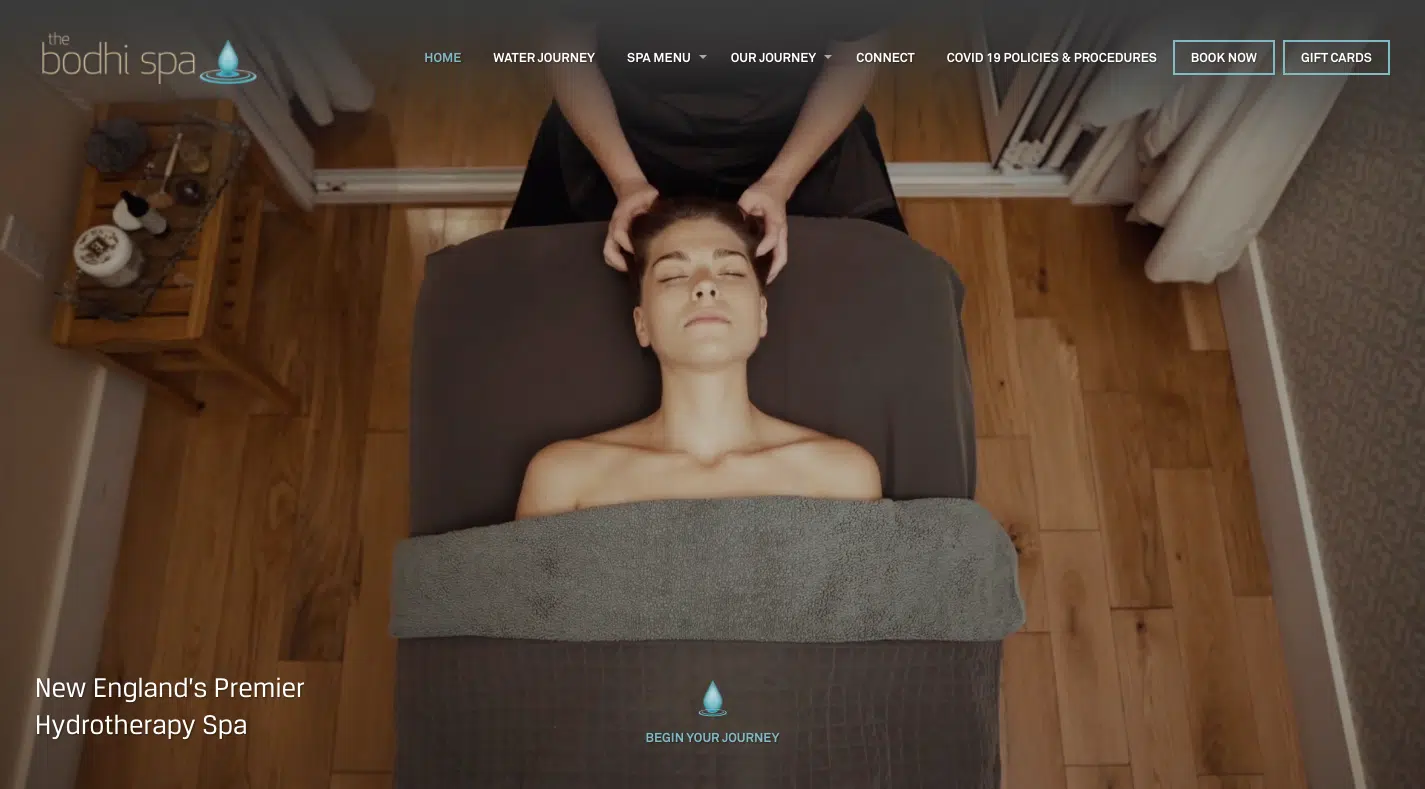 the
bodhi spa
HOME
WATER JOURNEY
SPA MENU
OUR JOURNEY
CONNECT
COVID 19 POLICIES & PROCEDURES
BOOK NOW
GIFT CARDS
New England's Premier
Hydrotherapy Spa
BEGIN YOUR JOURNEY